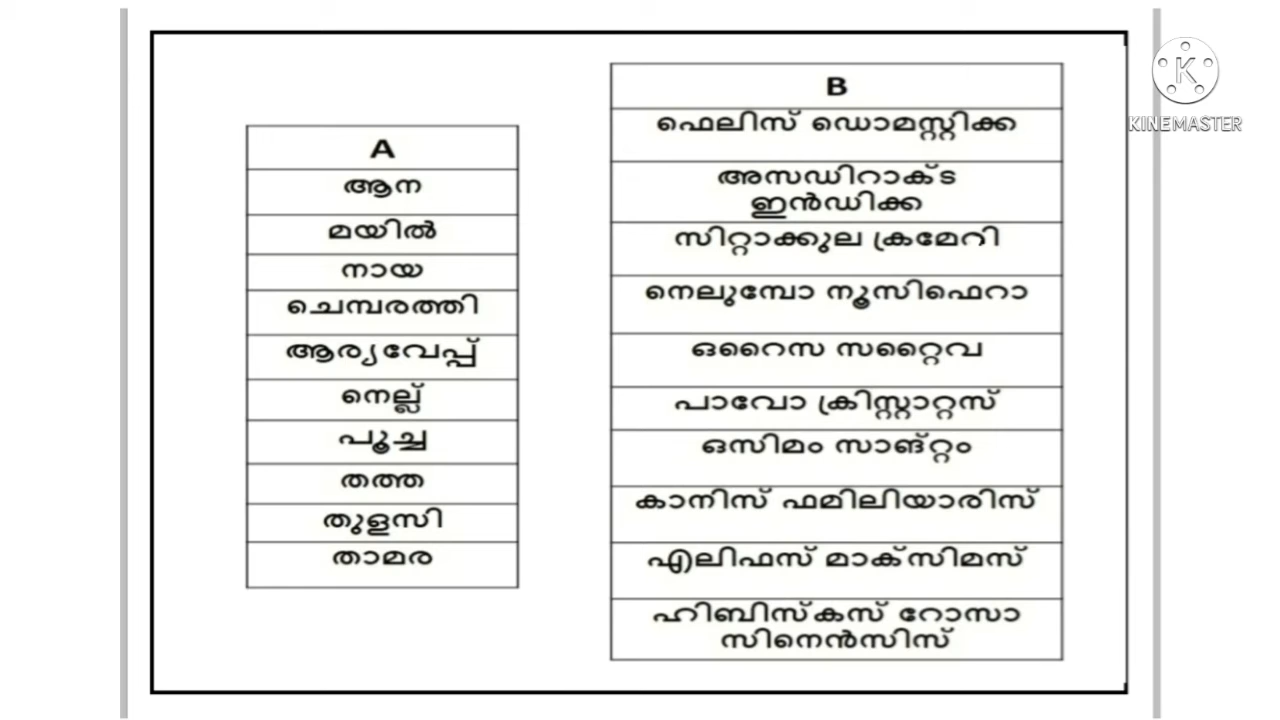 A
ആന
മയിൽ
നായ
ചെമ്പരത്തി
ആര്യവേപ്പ്
നെല്ല്
പൂച്ച
തത്ത
തുളസി
താമര
B
ഫെലിസ് ഡൊമസ്റ്റിക്ക
അസഡിറാക്ട
ഇൻഡിക്ക
സിറ്റാക്കുല ക്രമേറി
നെലുമ്പോ നൂസിഫെറാ
ഒറൈസ സറ്റൈവ
പാവോ ക്രിസ്റ്റാറ്റസ്
ഒസിമം സാങ്റ്റം
കാനിസ് ഫമിലിയാരിസ്
എലിഫസ് മാക്സിമസ്
ഹിബിസ്കസ് റോസാ
സിനെൻസിസ്
K
KINEMASTER